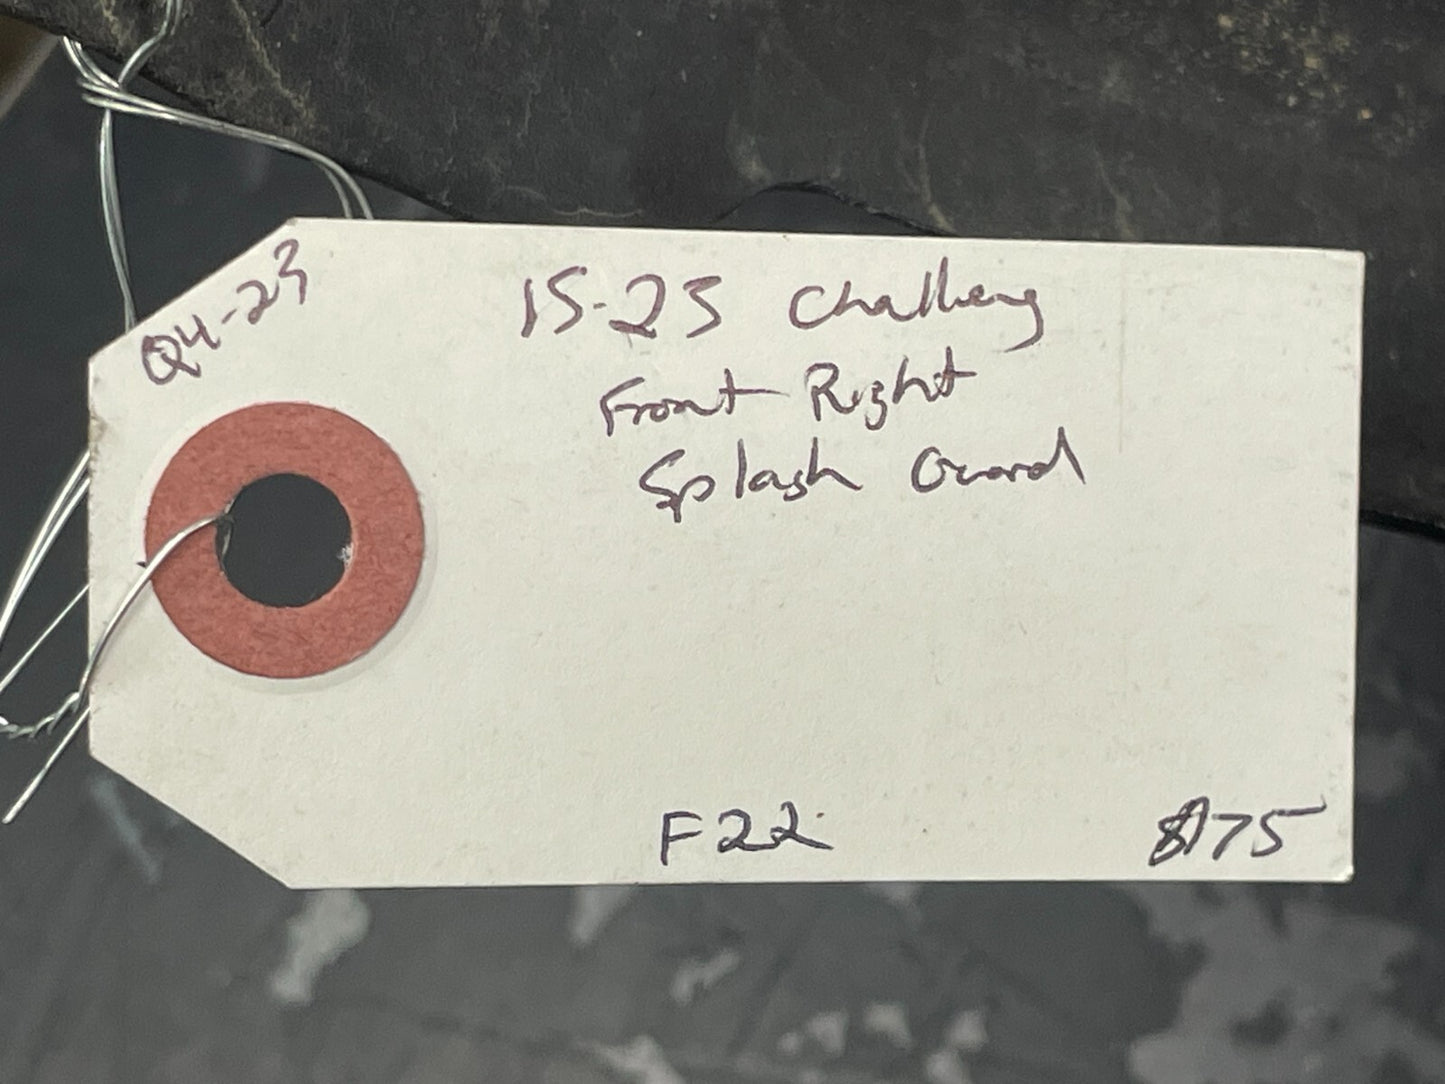 Q4-23
15-23 Challeng
Front Right
Splash Guard
F22
$75